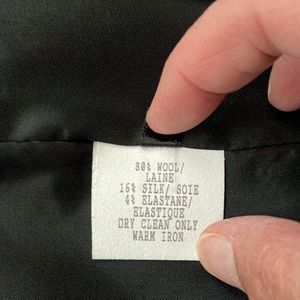 80% WOOL/
LAINE
16% SILK/ SOIE
4% ELASTANE/
ELASTIQUE
DRY CLEAN ONLY
WARM IRON